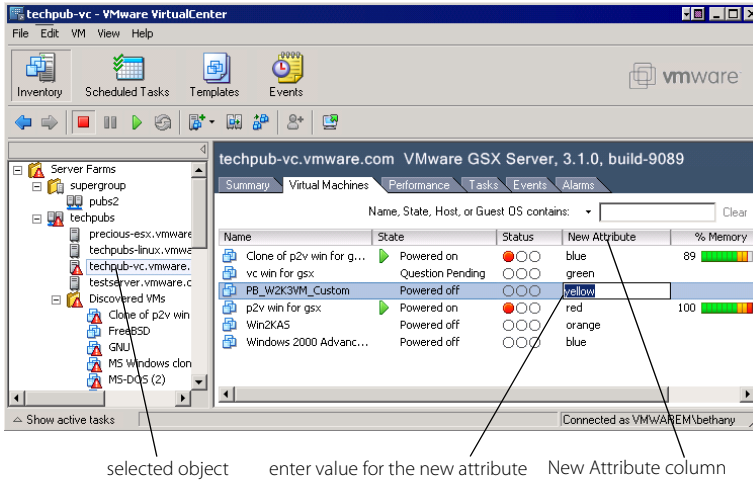 techpub-vc - VMware VirtualCenter
File Edit VM View Help
Inventory Scheduled Tasks Templates Events
vmware
techpub-vc.vmware.com VMware GSX Server, 3.1.0, build-9089
Summary Virtual Machines Performance Tasks Events Alarms
Name, State, Host, or Guest OS contains: Clear
Name State Status New Attribute % Memory
Clone of p2v win for g... Powered on blue 89
vc win for gsx Question Pending green
PB_W2K3VM_Custom Powered off yellow
p2v win for gsx Powered on red 100
Win2KAS Powered off orange
Windows 2000 Advanc... Powered off blue
Server Farms
supergroup
pubs2
techpubs
precious-esx.vmware
techpubs-linux.vmwa
techpub-vc.vmware.
testserver.vmware.c
Discovered VMs
Clone of p2v win
FreeBSD
GNU
MS Windows clon
MS-DOS (2)
Show active tasks Connected as VMWAREM\bethany
selected object enter value for the new attribute New Attribute column